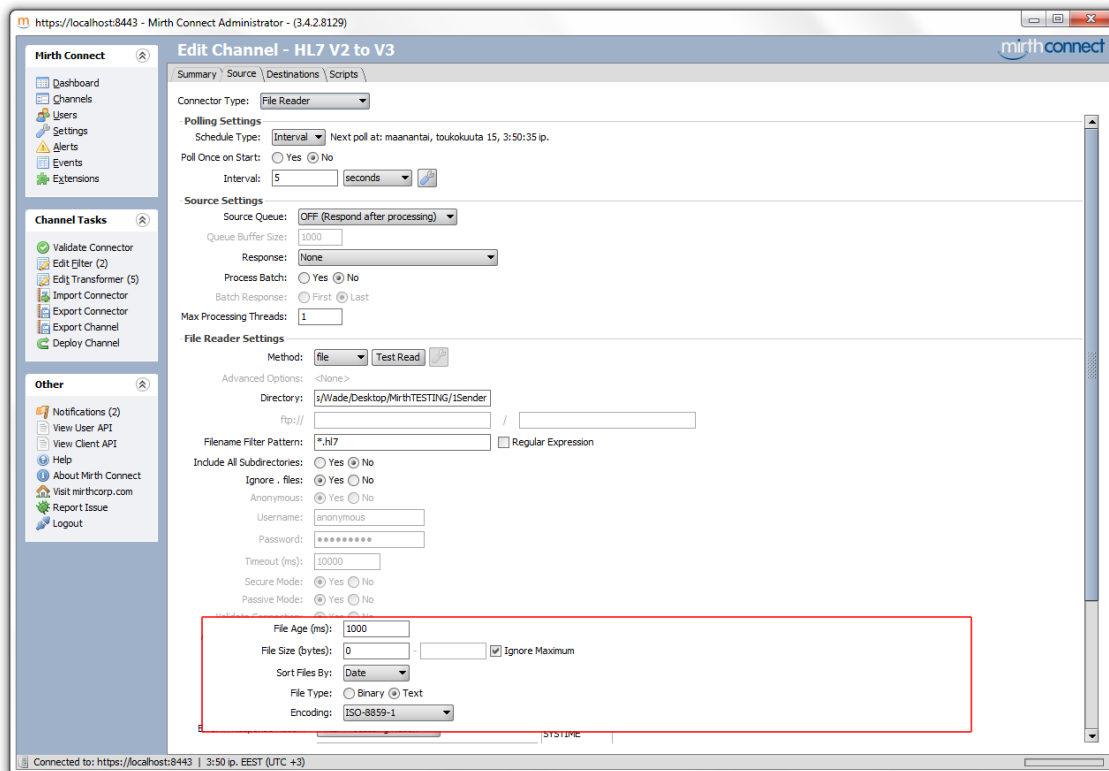 https://localhost:8443 - Mirth Connect Administrator - (3.4.2.8129)
Mirth Connect
Dashboard
Channels
Users
Settings
Alerts
Events
Extensions
Channel Tasks
Validate Connector
Edit Filter (2)
Edit Transformer (5)
Import Connector
Export Connector
Export Channel
Deploy Channel
Other
Notifications (2)
View User API
View Client API
Help
About Mirth Connect
Visit mirthcorp.com
Report Issue
Logout
Edit Channel - HL7 V2 to V3
mirth connect
Summary Source Destinations Scripts
Connector Type: File Reader
Polling Settings
Schedule Type: Interval Next poll at: maanantai, toukokuuta 15, 3:50:35 ip.
Poll Once on Start: Yes No
Interval: 5 seconds
Source Settings
Source Queue: OFF (Respond after processing)
Queue Buffer Size: 1000
Response: None
Process Batch: Yes No
Batch Response: First Last
Max Processing Threads: 1
File Reader Settings
Method: file Test Read
Advanced Options: <None>
Directory: s/Wade/Desktop/MirthTESTING/1Sender
ftp:// /
Filename Filter Pattern: *.hl7 Regular Expression
Include All Subdirectories: Yes No
Ignore . files: Yes No
Anonymous: Yes No
Username: anonymous
Password: •••••••••
Timeout (ms): 10000
Secure Mode: Yes No
Passive Mode: Yes No
File Age (ms): 1000
File Size (bytes): 0 - Ignore Maximum
Sort Files By: Date
File Type: Binary Text
Encoding: ISO-8859-1
SYSTIME
Connected to: https://localhost:8443 | 3:50 ip. EEST (UTC +3)